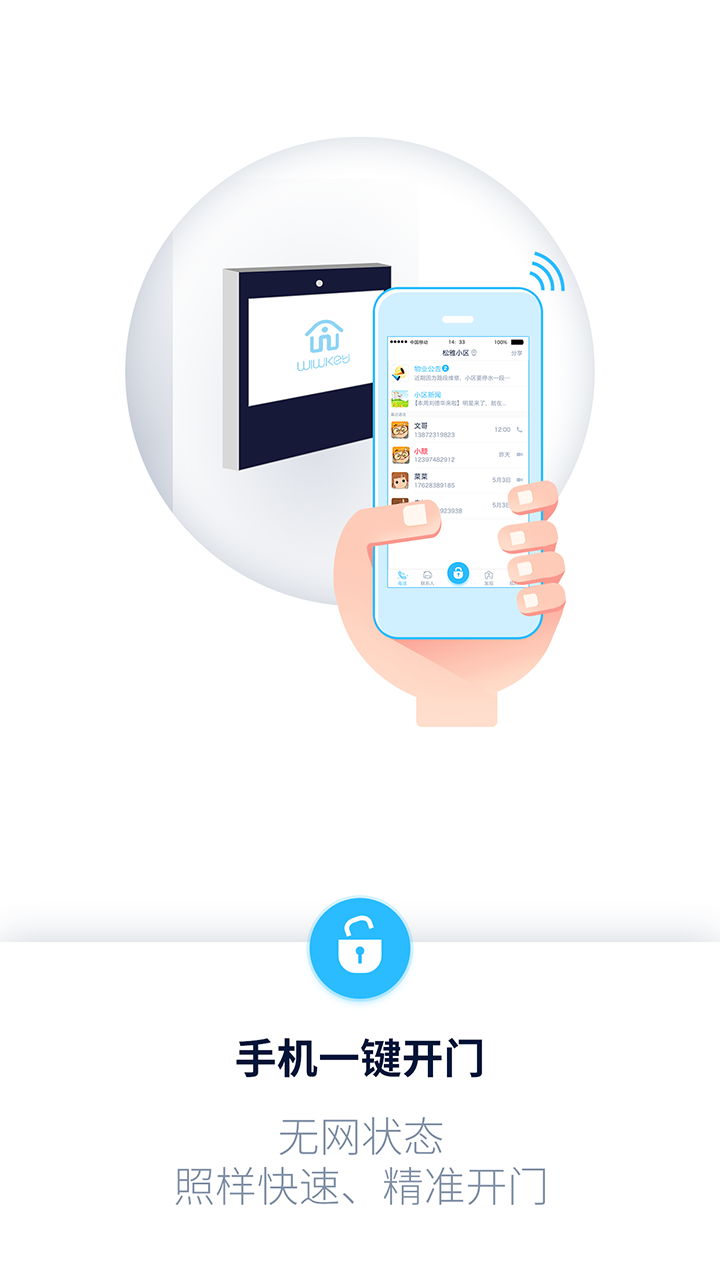 WIWKEY
中国移动 14: 33 100%
松雅小区 分享
物业公告 2
近期因为路段维修，小区要停水一段···
小区新闻
【本周刘德华来啦】明星来了，就在...
最近通话
文哥
13872319823 12:00
小颜
12397482912 昨天
菜菜
17628389185 5月3日
923938 5月3日
电话 联系人 发现
手机一键开门
无网状态
照样快速、精准开门